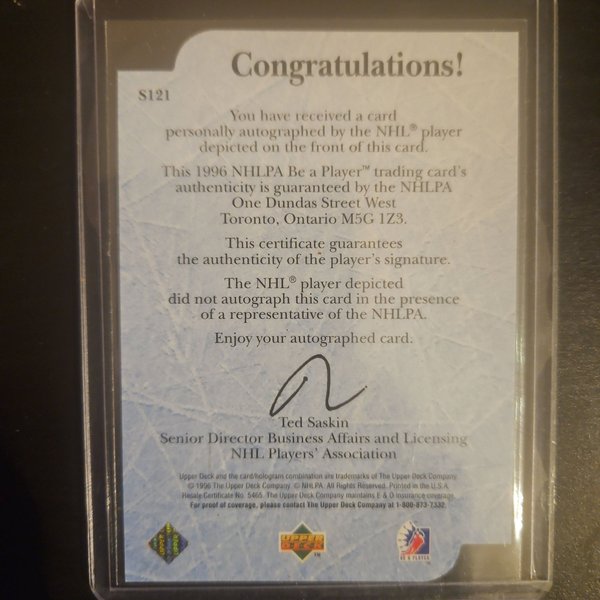 Congratulations!
S121
You have received a card
personally autographed by the NHL® player
depicted on the front of this card.
This 1996 NHLPA Be a Player™ trading card's
authenticity is guaranteed by the NHLPA
One Dundas Street West
Toronto, Ontario M5G 1Z3.
This certificate guarantees
the authenticity of the player's signature.
The NHL® player depicted
did not autograph this card in the presence
of a representative of the NHLPA.
Enjoy your autographed card.
Ted Saskin
Senior Director Business Affairs and Licensing
NHL Players' Association
Upper Deck and the card/hologram combination are trademarks of The Upper Deck Company.
© 1996 The Upper Deck Company. © NHLPA. All Rights Reserved. Printed in the U.S.A.
Resale Certificate No. 5465. The Upper Deck Company maintains E & O insurance coverage.
For proof of coverage, please contact The Upper Deck Company at 1-800-873-7332.
UPPER
DECK
TM
BE A PLAYER